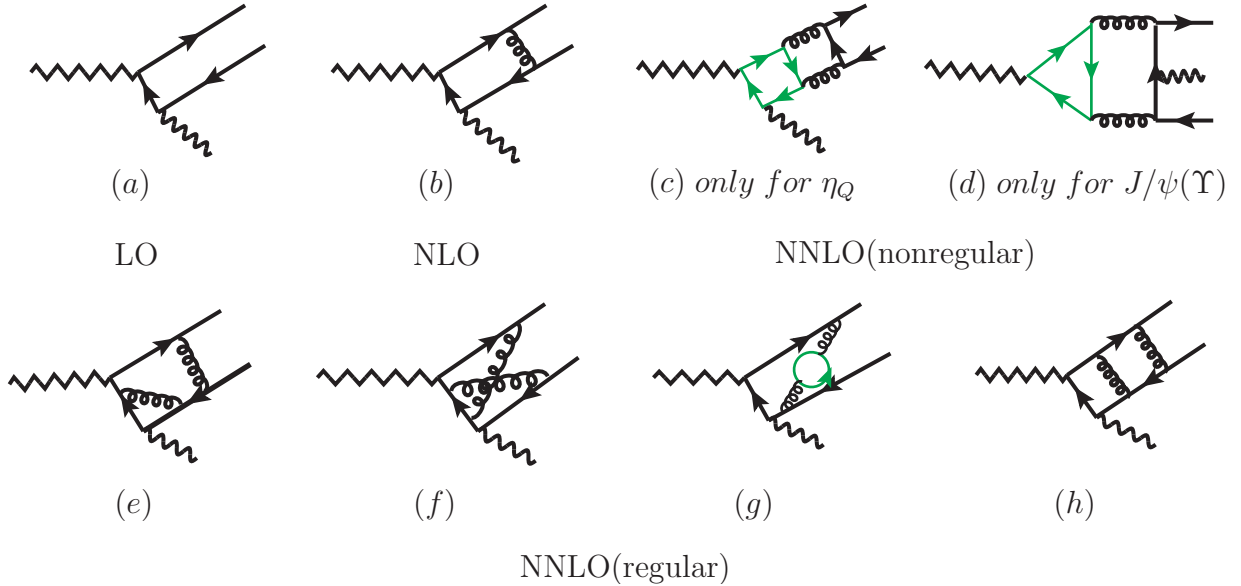 (a) (b) (c) only for η_Q (d) only for J/ψ(Υ)
LO NLO NNLO(nonregular)
(e) (f) (g) (h)
NNLO(regular)